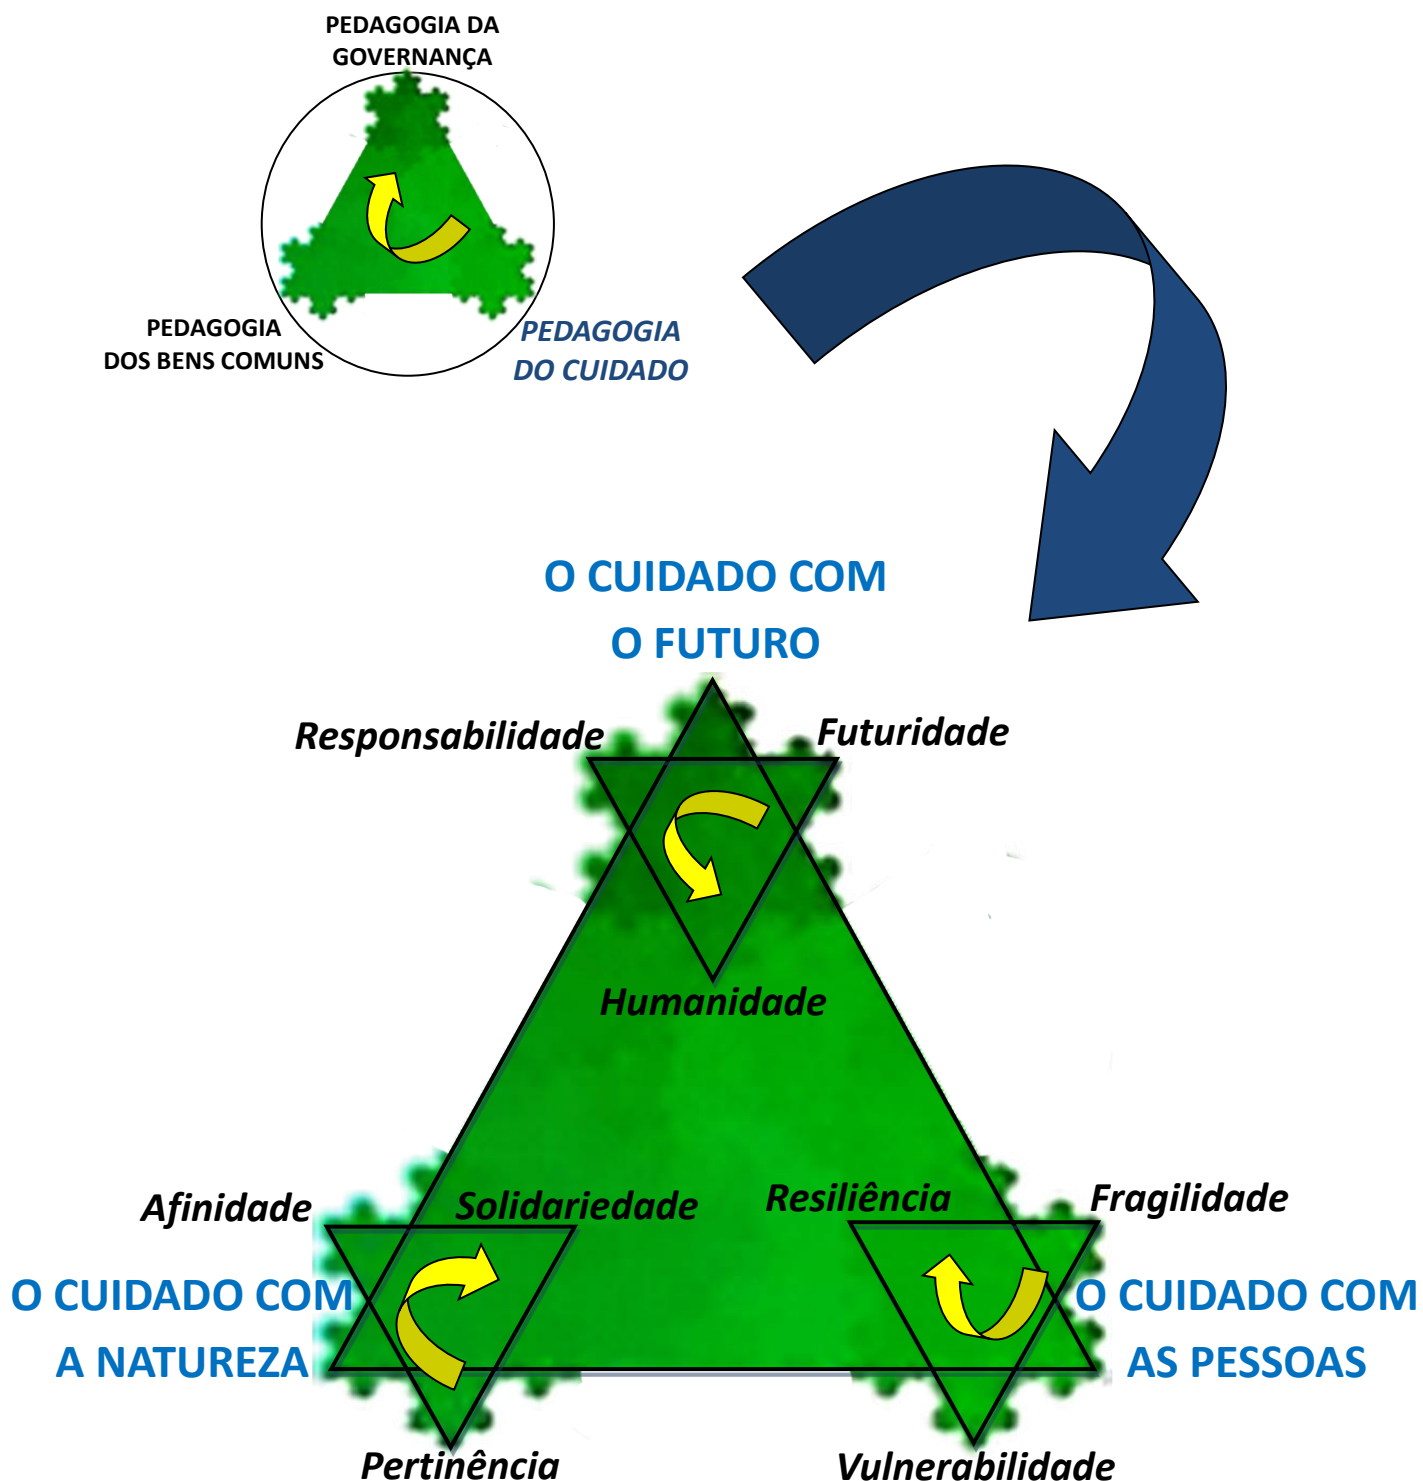 PEDAGOGIA DA
GOVERNANÇA
PEDAGOGIA
DOS BENS COMUNS
PEDAGOGIA
DO CUIDADO
O CUIDADO COM
O FUTURO
Responsabilidade
Futuridade
Humanidade
Afinidade
Solidariedade
Resiliência
Fragilidade
O CUIDADO COM
A NATUREZA
O CUIDADO COM
AS PESSOAS
Pertinência
Vulnerabilidade